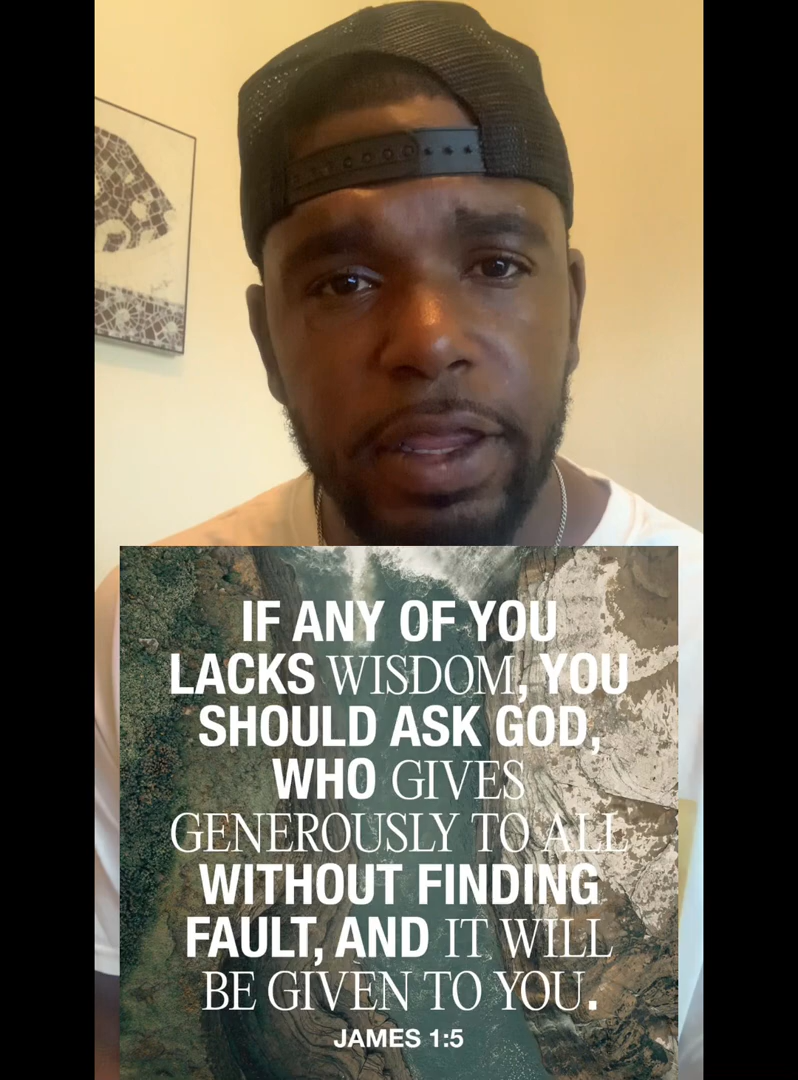 IF ANY OF YOU
LACKS WISDOM, YOU
SHOULD ASK GOD,
WHO GIVES
GENEROUSLY TO ALL
WITHOUT FINDING
FAULT, AND IT WILL
BE GIVEN TO YOU.
JAMES 1:5